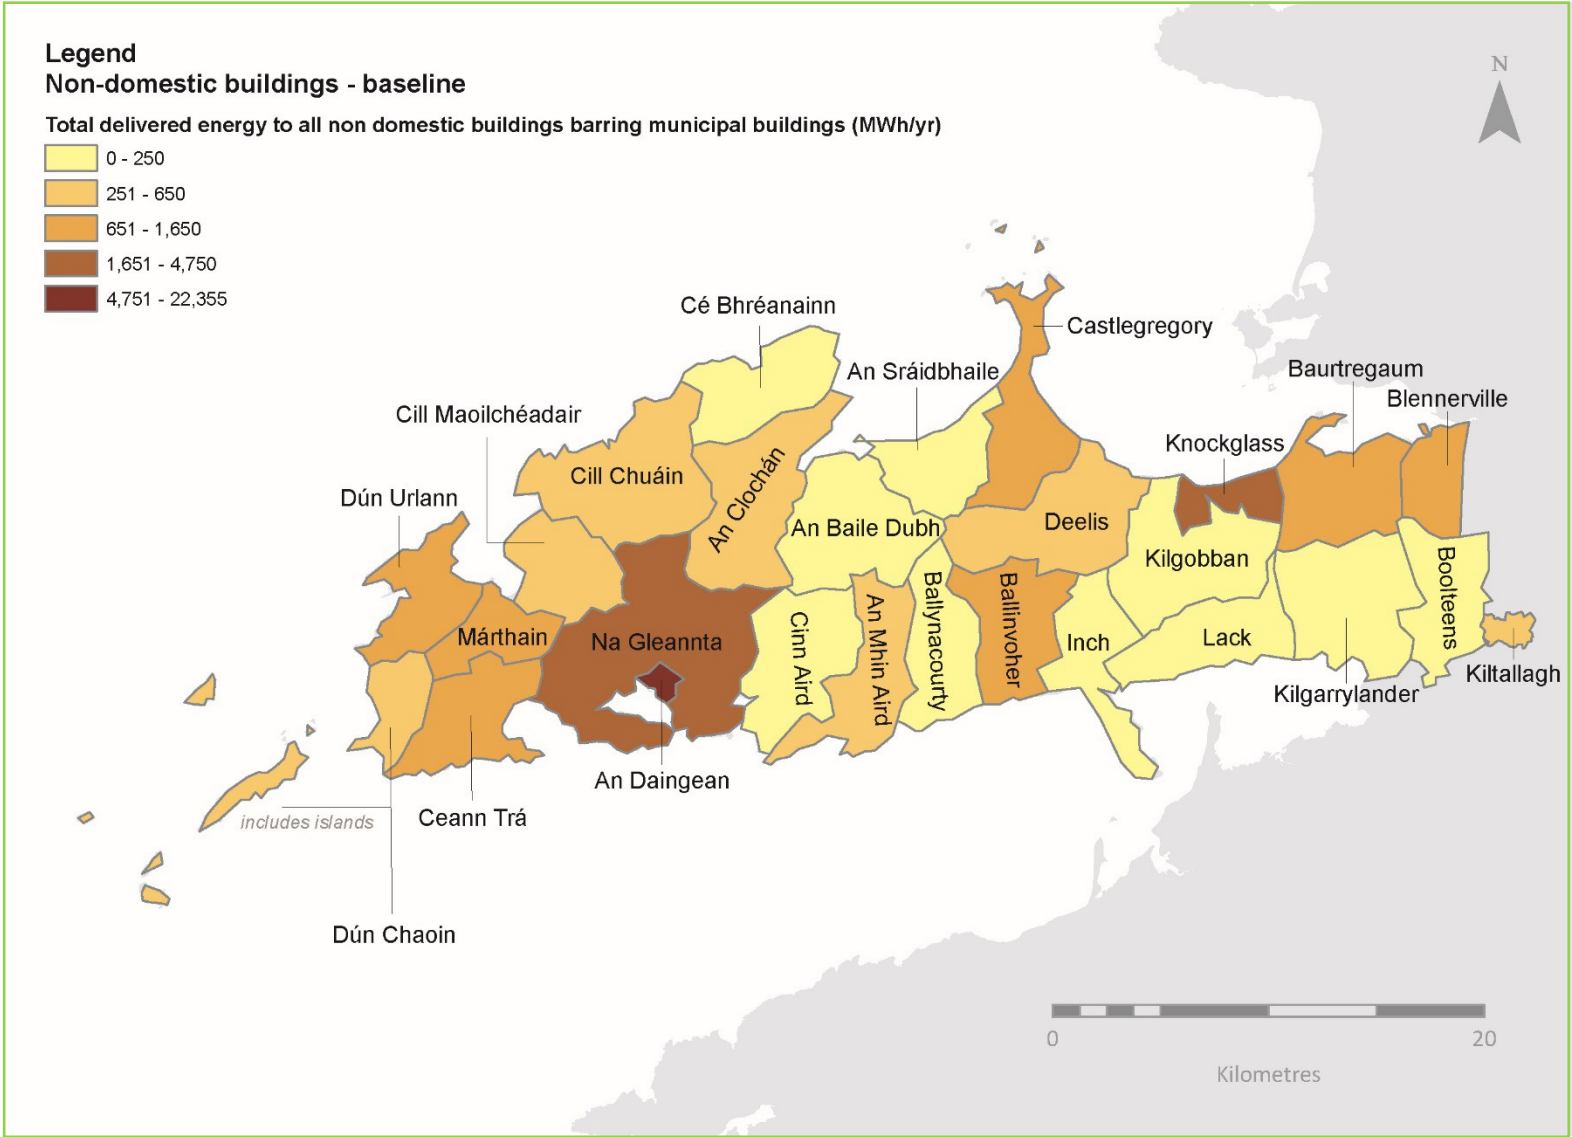 Legend
Non-domestic buildings - baseline
Total delivered energy to all non domestic buildings barring municipal buildings (MWh/yr)
0 - 250
251 - 650
651 - 1,650
1,651 - 4,750
4,751 - 22,355
N
Cé Bhréanainn
Castlegregory
An Sráidbhaile
Baurtregaum
Blennerville
Cill Maoilchéadair
Knockglass
Cill Chuáin
Dún Urlann
An Clochán
An Baile Dubh
Deelis
Kilgobban
Boolteens
Márthain
Na Gleannta
Cinn Aird
An Mhin Aird
Ballynacourty
Ballinvoher
Inch
Lack
Kiltallagh
Kilgarrylander
An Daingean
Ceann Trá
includes islands
Dún Chaoin
0
20
Kilometres